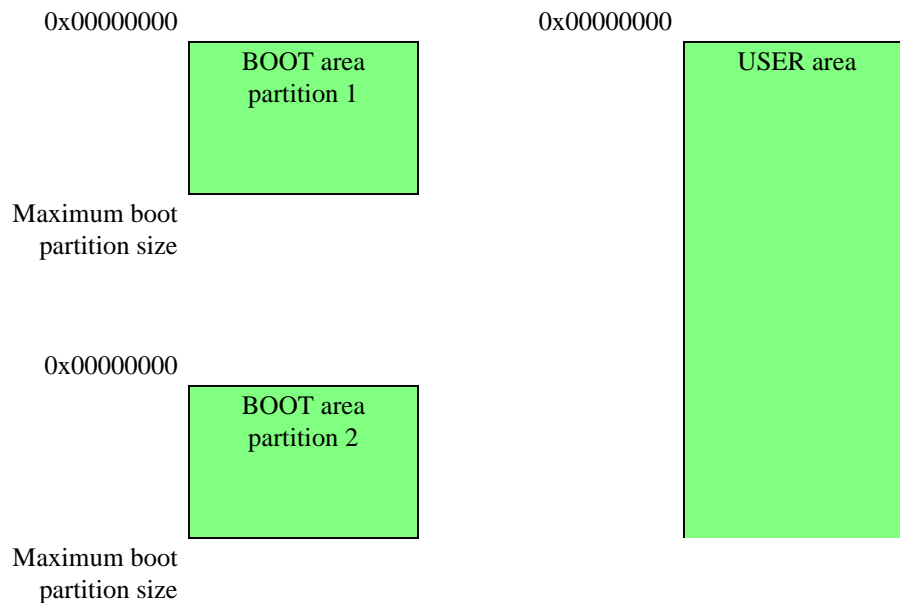 0x00000000
BOOT area
partition 1
Maximum boot
partition size
0x00000000
BOOT area
partition 2
Maximum boot
partition size
0x00000000
USER area